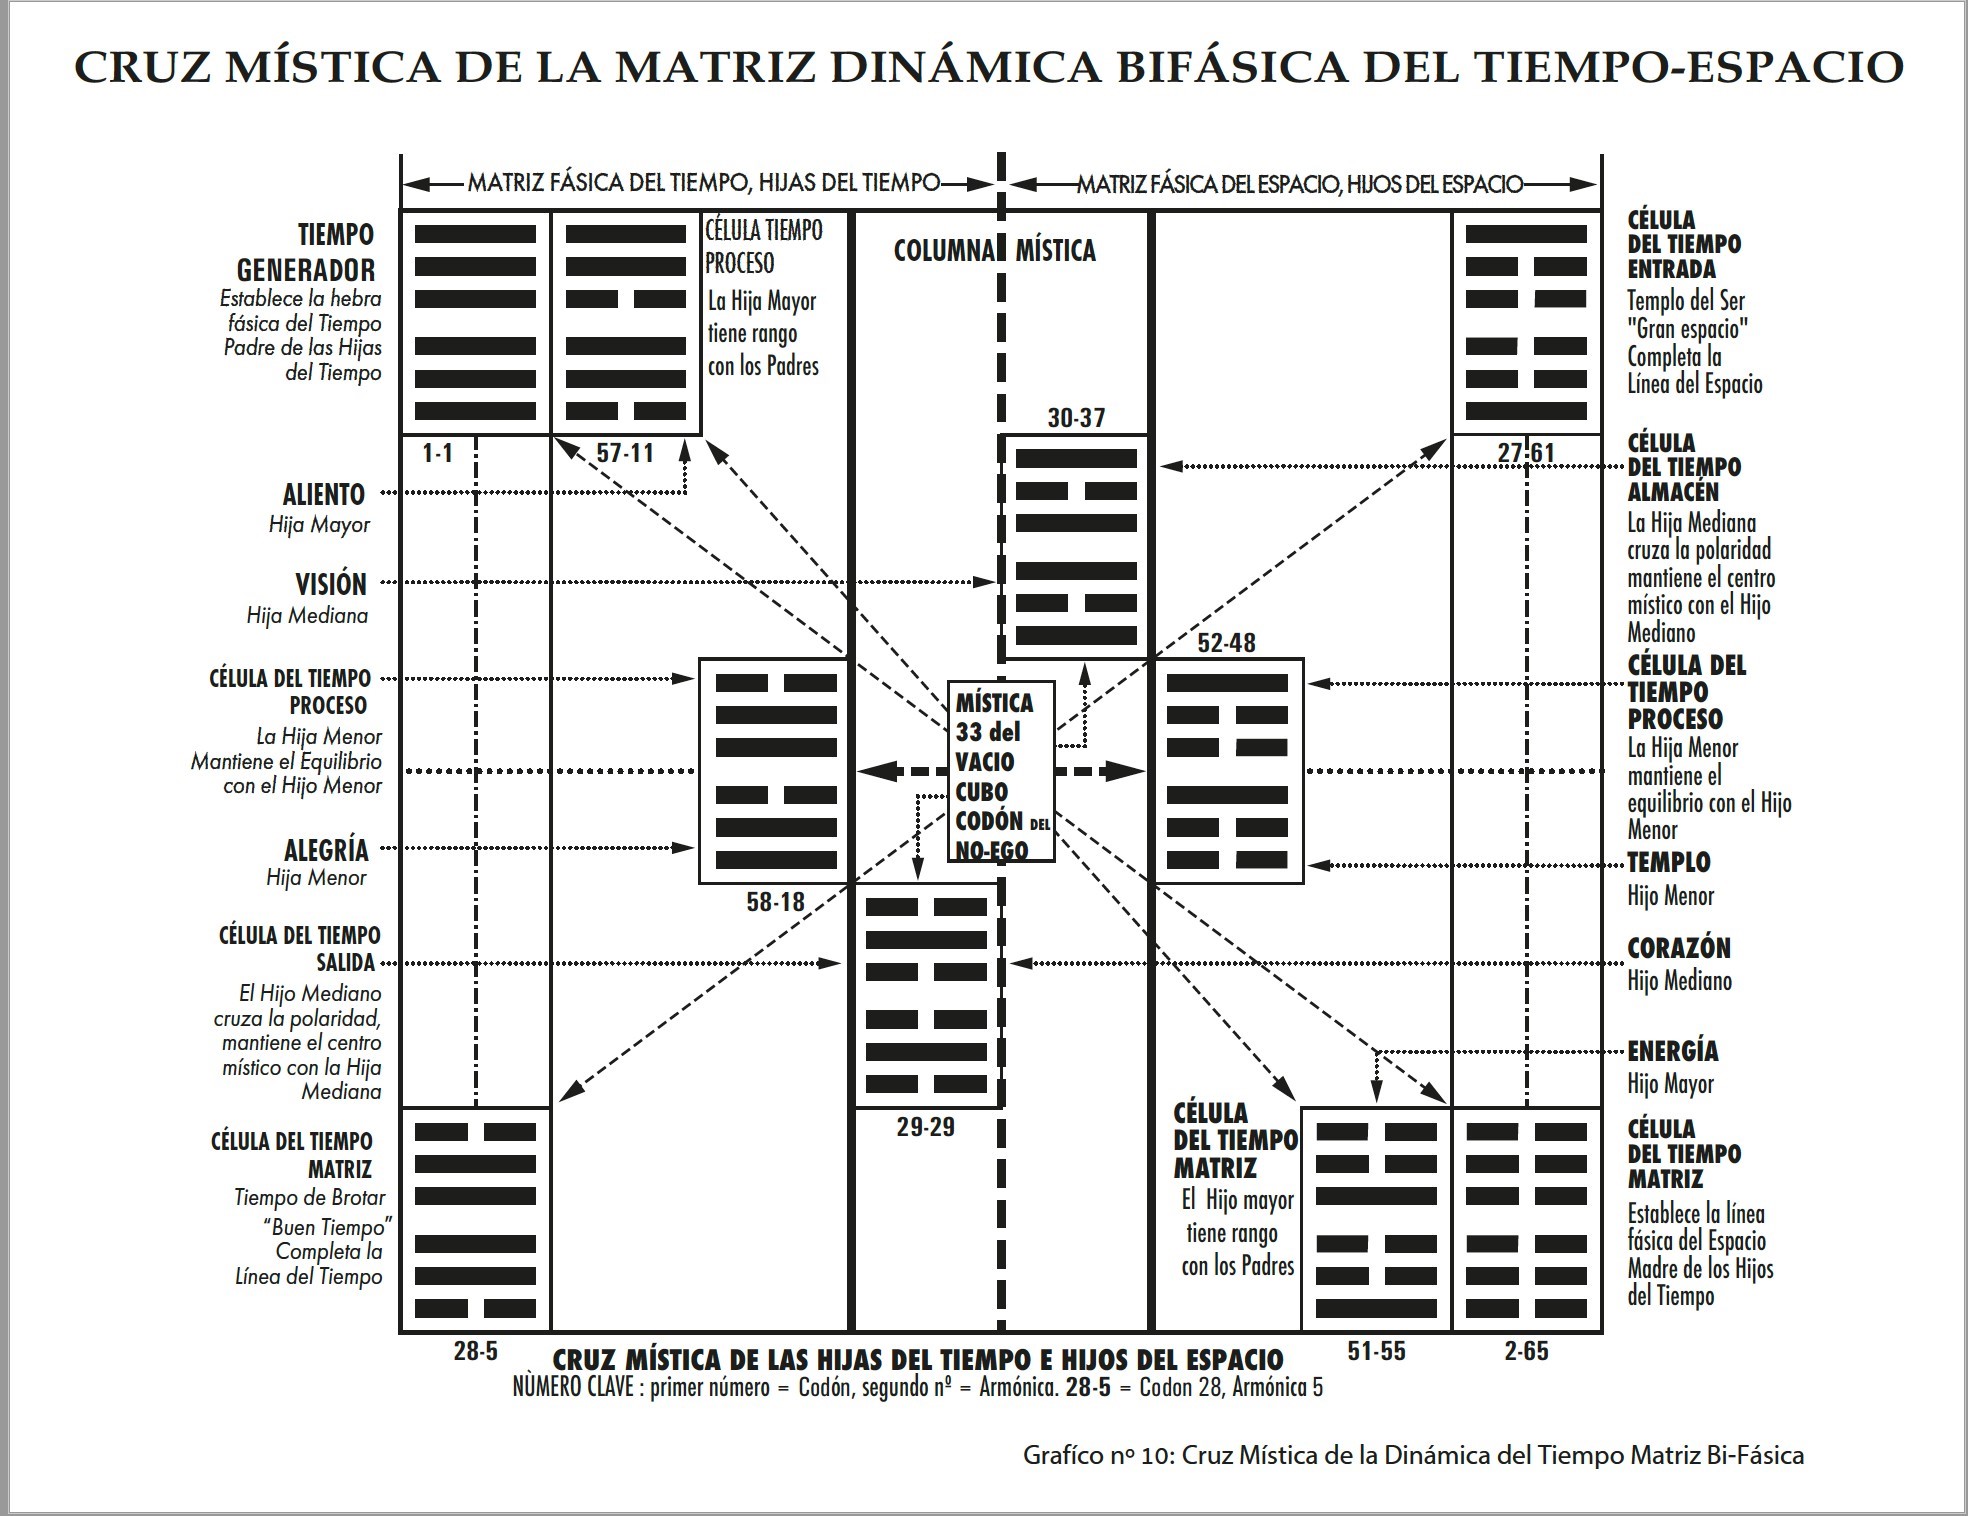 CRUZ MÍSTICA DE LA MATRIZ DINÁMICA BIFÁSICA DEL TIEMPO-ESPACIO
MATRIZ FÁSICA DEL TIEMPO, HIJAS DEL TIEMPO
MATRIZ FÁSICA DEL ESPACIO, HIJOS DEL ESPACIO
TIEMPO
GENERADOR
Establece la hebra
fásica del Tiempo
Padre de las Hijas
del Tiempo
CÉLULA TIEMPO
PROCESO
La Hija Mayor
tiene rango
con los Padres
COLUMNA MÍSTICA
CÉLULA
DEL TIEMPO
ENTRADA
Templo del Ser
"Gran espacio"
Completa la
Línea del Espacio
1-1
57-11
30-37
27-61
ALIENTO
Hija Mayor
VISIÓN
Hija Mediana
CÉLULA
DEL TIEMPO
ALMACÉN
La Hija Mediana
cruza la polaridad
mantiene el centro
místico con el Hijo
Mediano
52-48
CÉLULA DEL TIEMPO
PROCESO
La Hija Menor
Mantiene el Equilibrio
con el Hijo Menor
MÍSTICA
33 del
VACIO
CUBO
CODÓN DEL
NO-EGO
CÉLULA DEL
TIEMPO
PROCESO
La Hija Menor
mantiene el
equilibrio con el Hijo
Menor
ALEGRÍA
Hija Menor
58-18
TEMPLO
Hijo Menor
CÉLULA DEL TIEMPO
SALIDA
El Hijo Mediano
cruza la polaridad,
mantiene el centro
místico con la Hija
Mediana
CORAZÓN
Hijo Mediano
ENERGÍA
Hijo Mayor
29-29
CÉLULA DEL TIEMPO
MATRIZ
Tiempo de Brotar
“Buen Tiempo”
Completa la
Línea del Tiempo
CÉLULA
DEL TIEMPO
MATRIZ
El Hijo mayor
tiene rango
con los Padres
CÉLULA
DEL TIEMPO
MATRIZ
Establece la línea
fásica del Espacio
Madre de los Hijos
del Tiempo
28-5
51-55
2-65
CRUZ MÍSTICA DE LAS HIJAS DEL TIEMPO E HIJOS DEL ESPACIO
NÙMERO CLAVE : primer número = Codón, segundo nº = Armónica. 28-5 = Codon 28, Armónica 5
Grafíco nº 10: Cruz Mística de la Dinámica del Tiempo Matriz Bi-Fásica